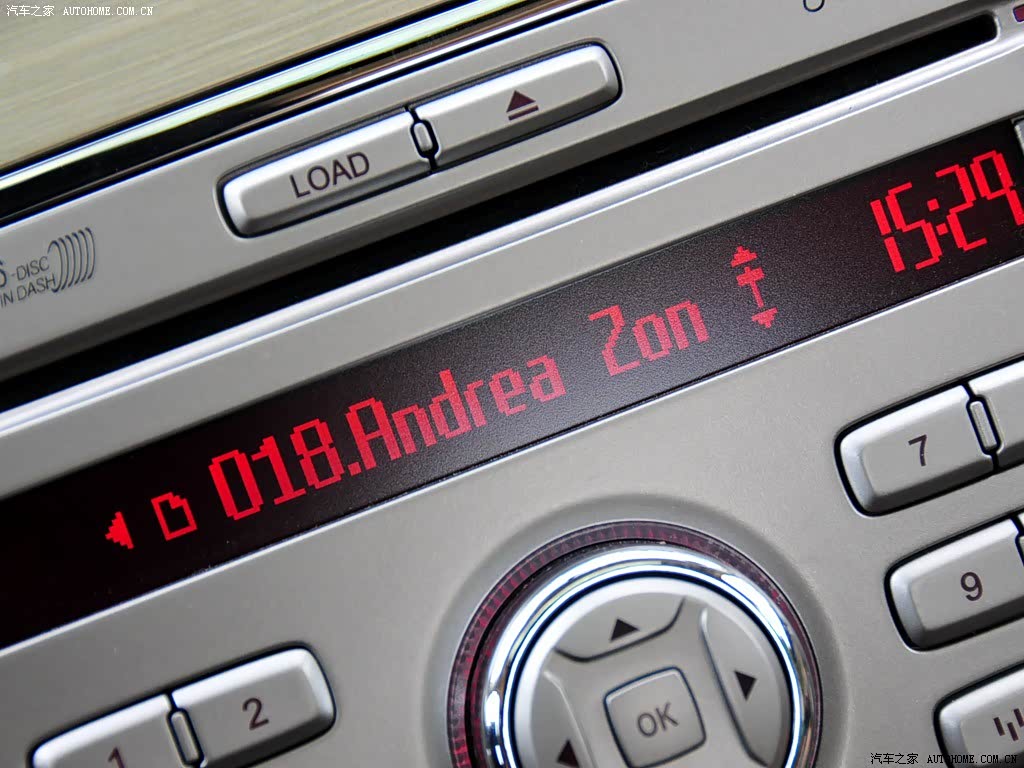 汽车之家 AUTOHOME.COM.CN
LOAD
6-DISC
IN DASH
15:29
018.Andrea Zon
7
9
2
1
OK
汽车之家 AUTOHOME.COM.CN